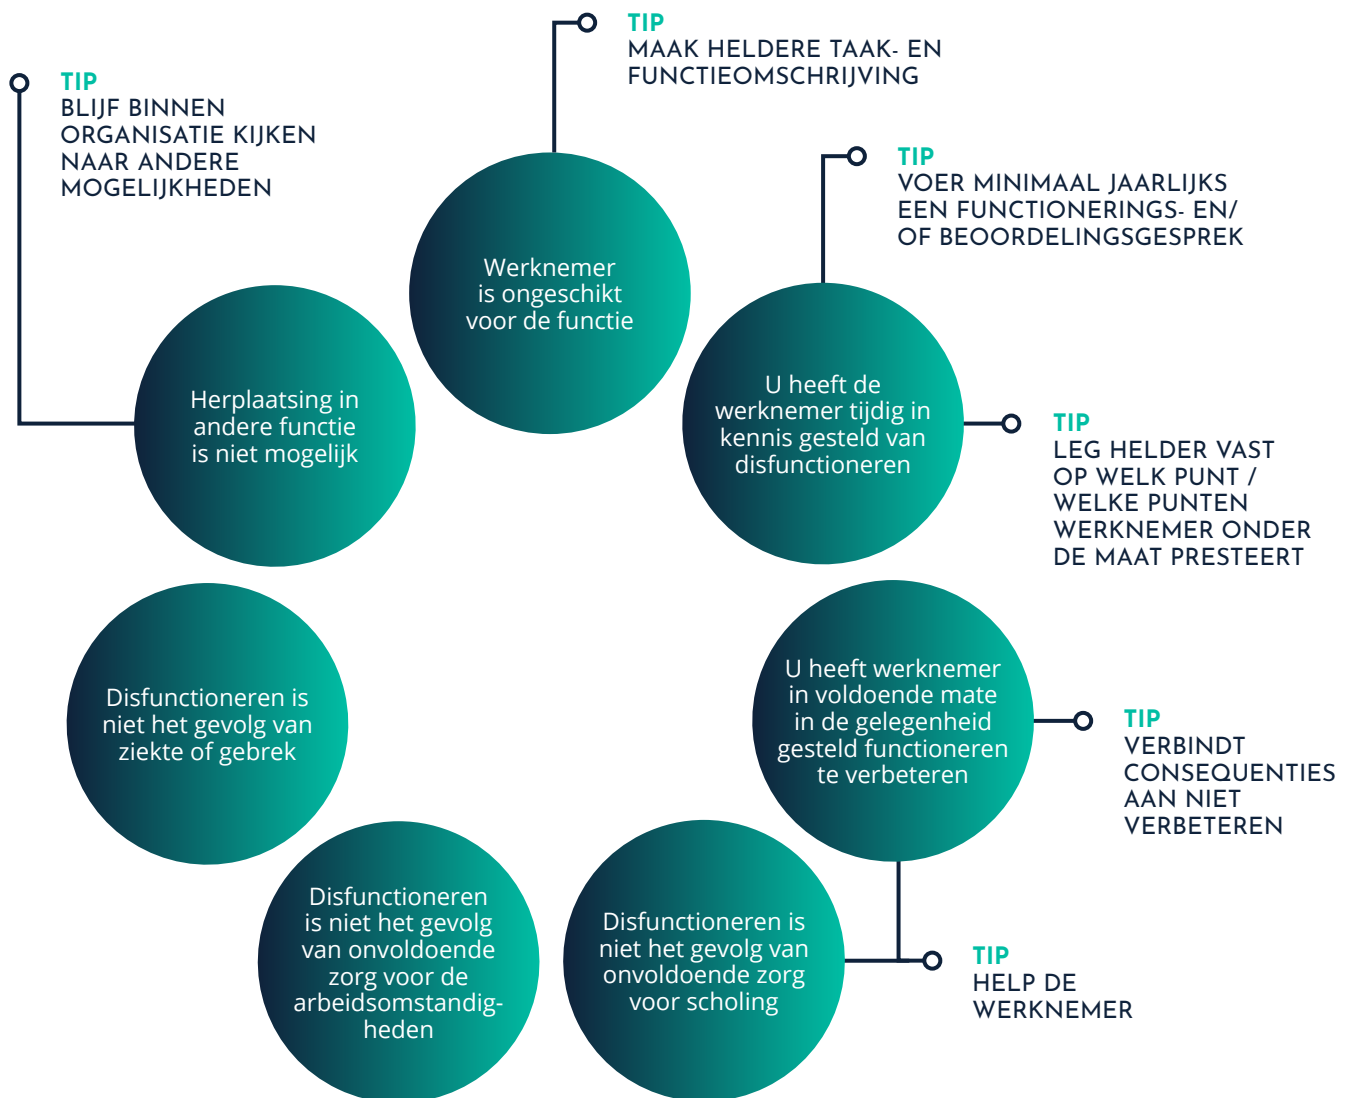 TIP
MAAK HELDERE TAAK- EN
FUNCTIEOMSCHRIJVING
TIP
BLIJF BINNEN
ORGANISATIE KIJKEN
NAAR ANDERE
MOGELIJKHEDEN
TIP
VOER MINIMAAL JAARLIJKS
EEN FUNCTIONERINGS- EN/
OF BEOORDELINGSGESPREK
Werknemer
is ongeschikt
voor de functie
Herplaatsing in
andere functie
is niet mogelijk
U heeft de
werknemer tijdig in
kennis gesteld van
disfunctioneren
TIP
LEG HELDER VAST
OP WELK PUNT /
WELKE PUNTEN
WERKNEMER ONDER
DE MAAT PRESTEERT
Disfunctioneren is
niet het gevolg van
ziekte of gebrek
U heeft werknemer
in voldoende mate
in de gelegenheid
gesteld functioneren
te verbeteren
TIP
VERBINDT
CONSEQUENTIES
AAN NIET
VERBETEREN
Disfunctioneren
is niet het gevolg
van onvoldoende
zorg voor de
arbeidsomstandig-
heden
Disfunctioneren is
niet het gevolg van
onvoldoende zorg
voor scholing
TIP
HELP DE
WERKNEMER